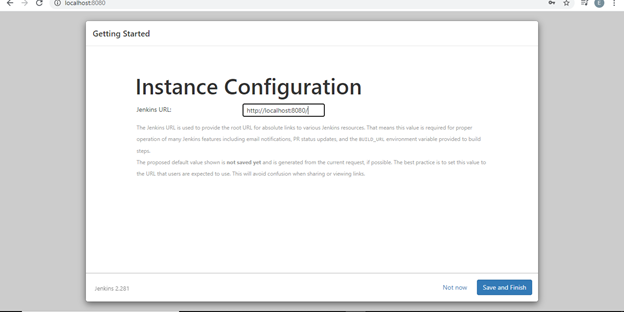 localhost:8080
Getting Started
Instance Configuration
Jenkins URL: http://localhost:8080/
The Jenkins URL is used to provide the root URL for absolute links to various Jenkins resources. That means this value is required for proper
operation of many Jenkins features including email notifications, PR status updates, and the BUILD_URL environment variable provided to build
steps.
The proposed default value shown is not saved yet and is generated from the current request, if possible. The best practice is to set this value to
the URL that users are expected to use. This will avoid confusion when sharing or viewing links.
Jenkins 2.281
Not now
Save and Finish